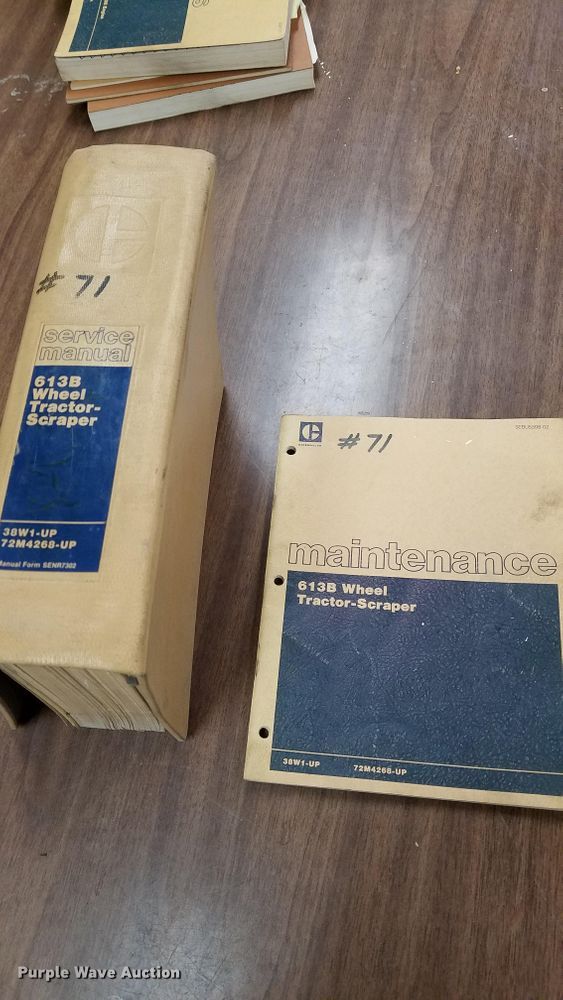 # 71
service
manual
613B
Wheel
Tractor-
Scraper
38W1-UP
72M4268-UP
Manual Form SENR7302
# 71
maintenance
613B Wheel
Tractor-Scraper
38W1-UP
72M4268-UP
Purple Wave Auction